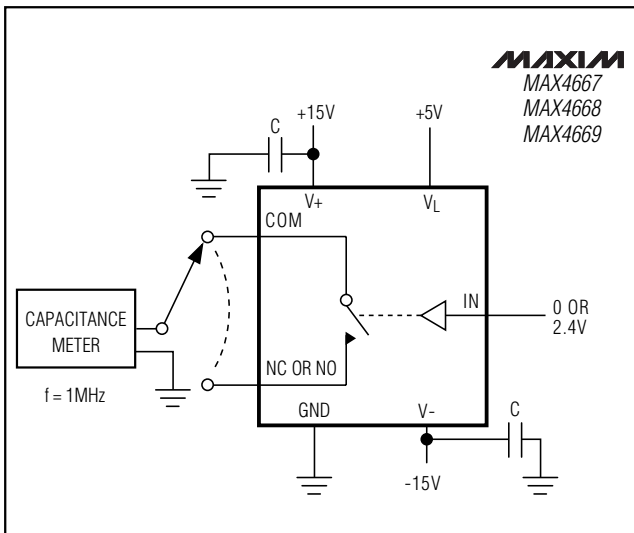 MAXIM
MAX4667
MAX4668
MAX4669
+15V
+5V
C
V+
VL
COM
IN
0 OR
2.4V
CAPACITANCE
METER
NC OR NO
f = 1MHz
GND
V-
C
-15V